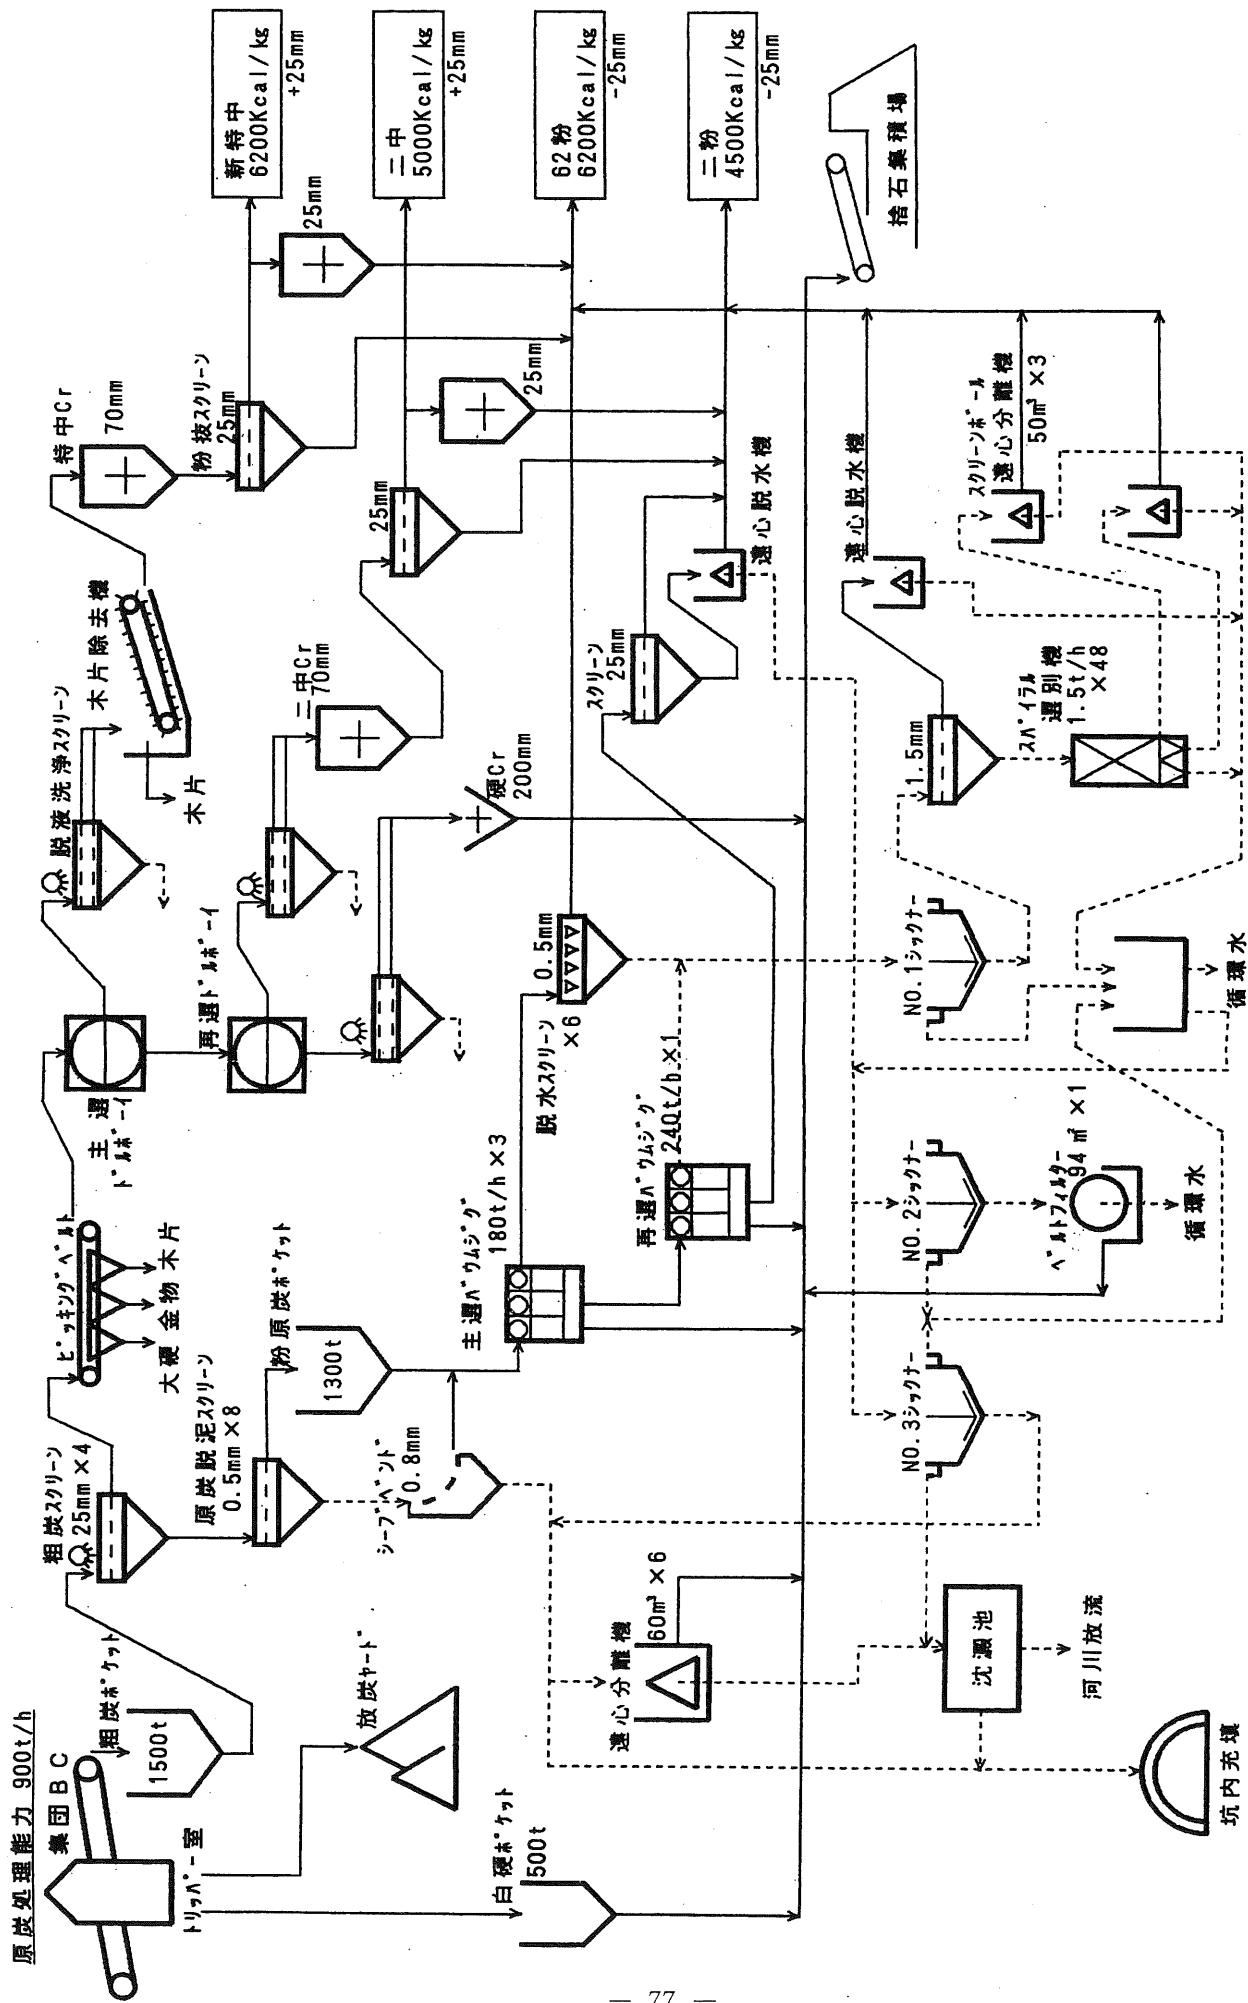 原炭処理能力 900t/h
集団BC
トリッパー室
粗炭ポケット
1500t
放炭ヤード
白硬ポケット
500t
粗炭スクリーン
25mm×4
原炭脱泥スクリーン
0.5mm×8
シーブベンド
0.8mm
遠心分離機
60m³×6
沈澱池
河川放流
坑内充填
ピッキングベルト
大硬
金物
木片
粉原炭ポケット
1300t
主選バウムジグ
180t/h×3
再選バウムジグ
240t/h×1
主選
ドルボーイ
再選ドルボーイ
脱水スクリーン
×6
0.5mm
脱液洗浄スクリーン
木片除去機
木片
二中Cr
70mm
硬Cr
200mm
特中Cr
70mm
粉抜スクリーン
25mm
25mm
25mm
25mm
スクリーン
25mm
遠心脱水機
遠心脱水機
スクリーンボール
遠心分離機
50m³×3
1.5mm
スパイラル
選別機
1.5t/h
×48
NO.1シックナー
NO.2シックナー
NO.3シックナー
ベルトフィルター
94㎡×1
循環水
循環水
新特中
6200Kcal/kg
+25mm
二中
5000Kcal/kg
+25mm
62粉
6200Kcal/kg
-25mm
二粉
4500Kcal/kg
-25mm
捨石集積場
— 77 —